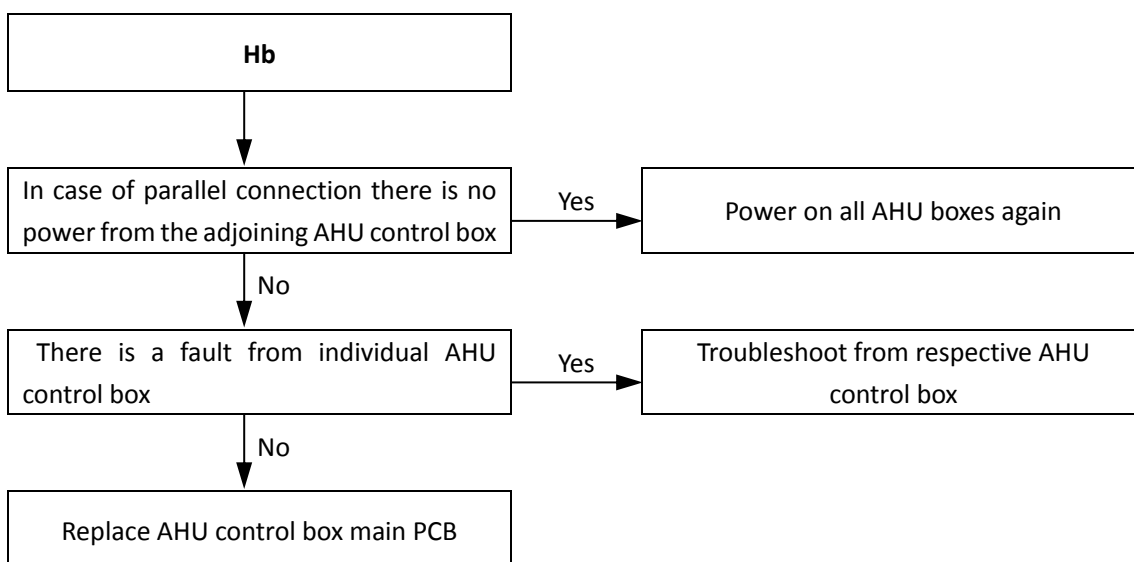 Hb
In case of parallel connection there is no
power from the adjoining AHU control box
Yes
Power on all AHU boxes again
No
There is a fault from individual AHU
control box
Yes
Troubleshoot from respective AHU
control box
No
Replace AHU control box main PCB